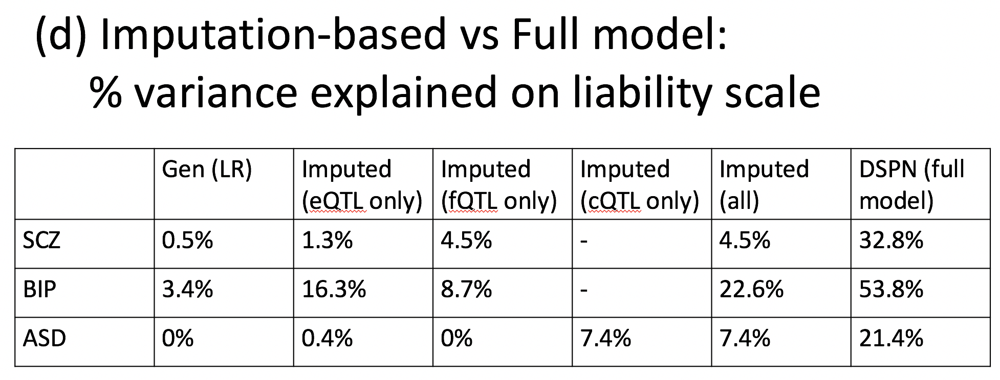 (d) Imputation-based vs Full model:
% variance explained on liability scale
Gen (LR) Imputed (eQTL only) Imputed (fQTL only) Imputed (cQTL only) Imputed (all) DSPN (full model)
SCZ 0.5% 1.3% 4.5% - 4.5% 32.8%
BIP 3.4% 16.3% 8.7% - 22.6% 53.8%
ASD 0% 0.4% 0% 7.4% 7.4% 21.4%